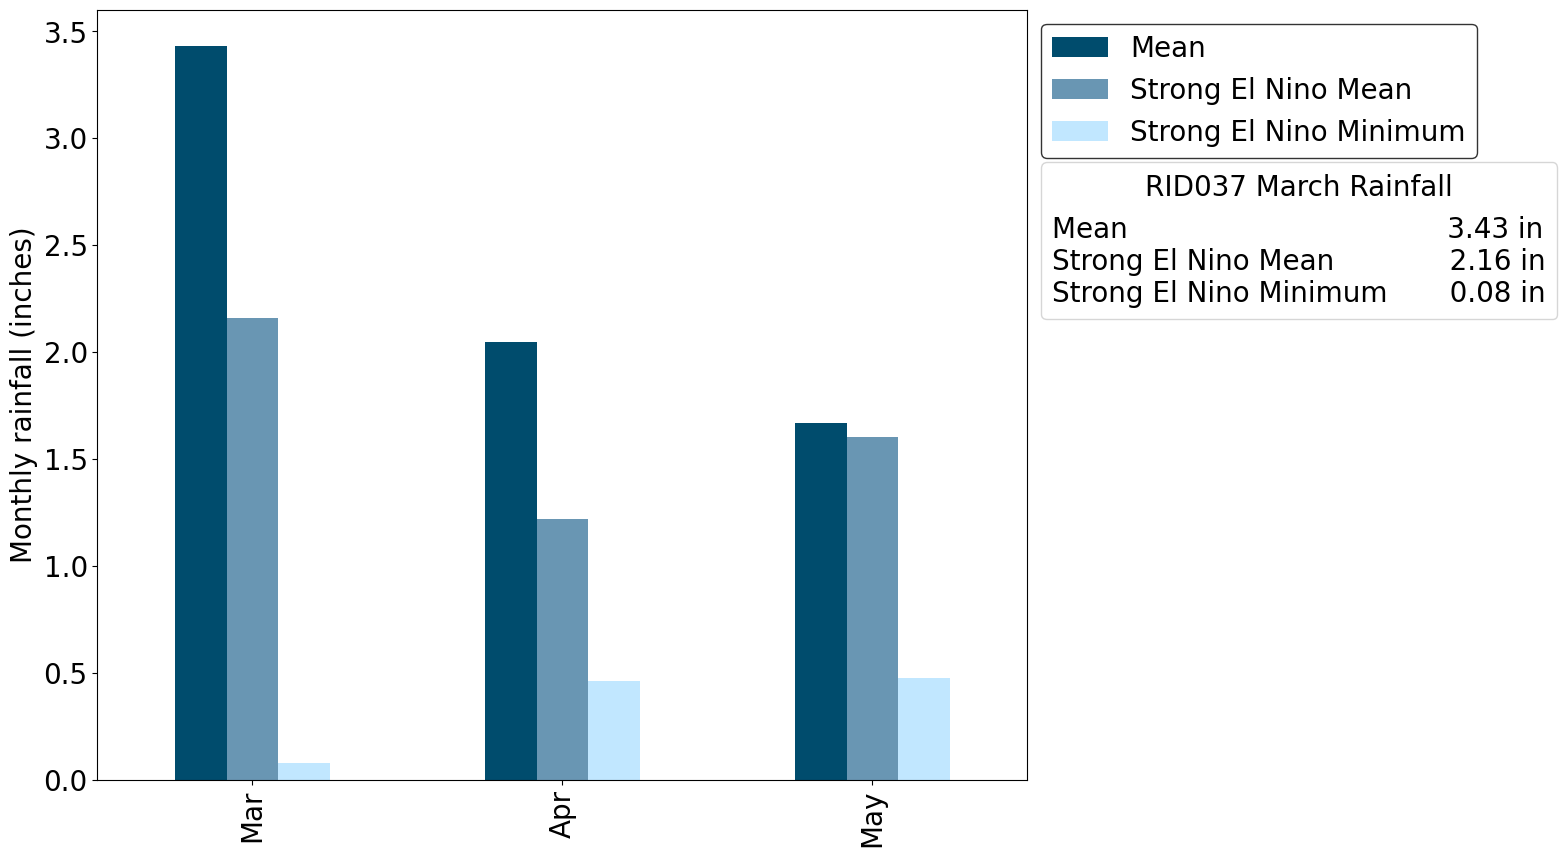 Monthly rainfall (inches)
3.5
3.0
2.5
2.0
1.5
1.0
0.5
0.0
Mar
Apr
May
Mean
Strong El Nino Mean
Strong El Nino Minimum
RID037 March Rainfall
Mean 3.43 in
Strong El Nino Mean 2.16 in
Strong El Nino Minimum 0.08 in